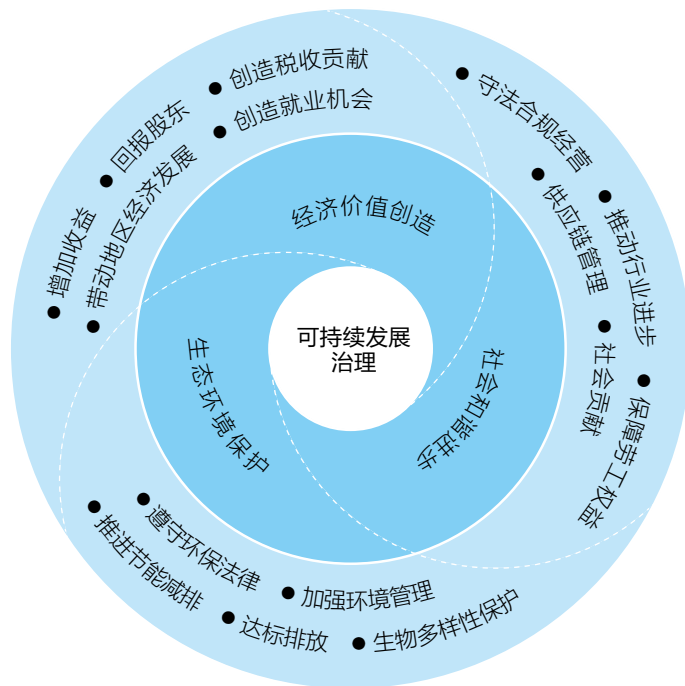 可持续发展
治理
经济价值创造
● 增加收益
● 回报股东
● 创造税收贡献
● 带动地区经济发展
● 创造就业机会
社会和谐进步
● 守法合规经营
● 推动行业进步
● 保障劳工权益
● 供应链管理
● 社会贡献
生态环境保护
● 遵守环保法律
● 加强环境管理
● 推进节能减排
● 达标排放
● 生物多样性保护